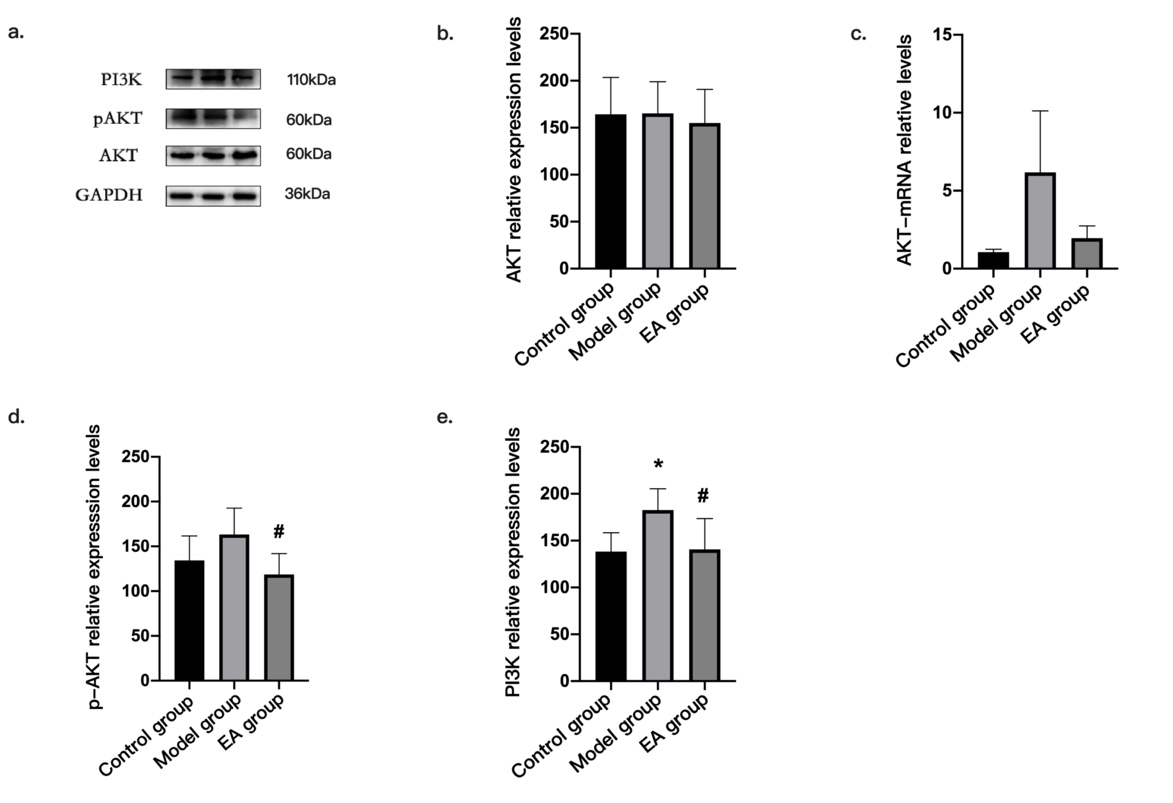 a.
PI3K 110kDa
pAKT 60kDa
AKT 60kDa
GAPDH 36kDa
b.
AKT relative expression levels
250
200
150
100
50
0
Control group
Model group
EA group
c.
AKT–mRNA relative levels
15
10
5
0
Control group
Model group
EA group
d.
p–AKT relative expresssion levels
250
200
150
100
50
0
#
Control group
Model group
EA group
e.
PI3K relative expression levels
250
200
150
100
50
0
*
#
Control group
Model group
EA group